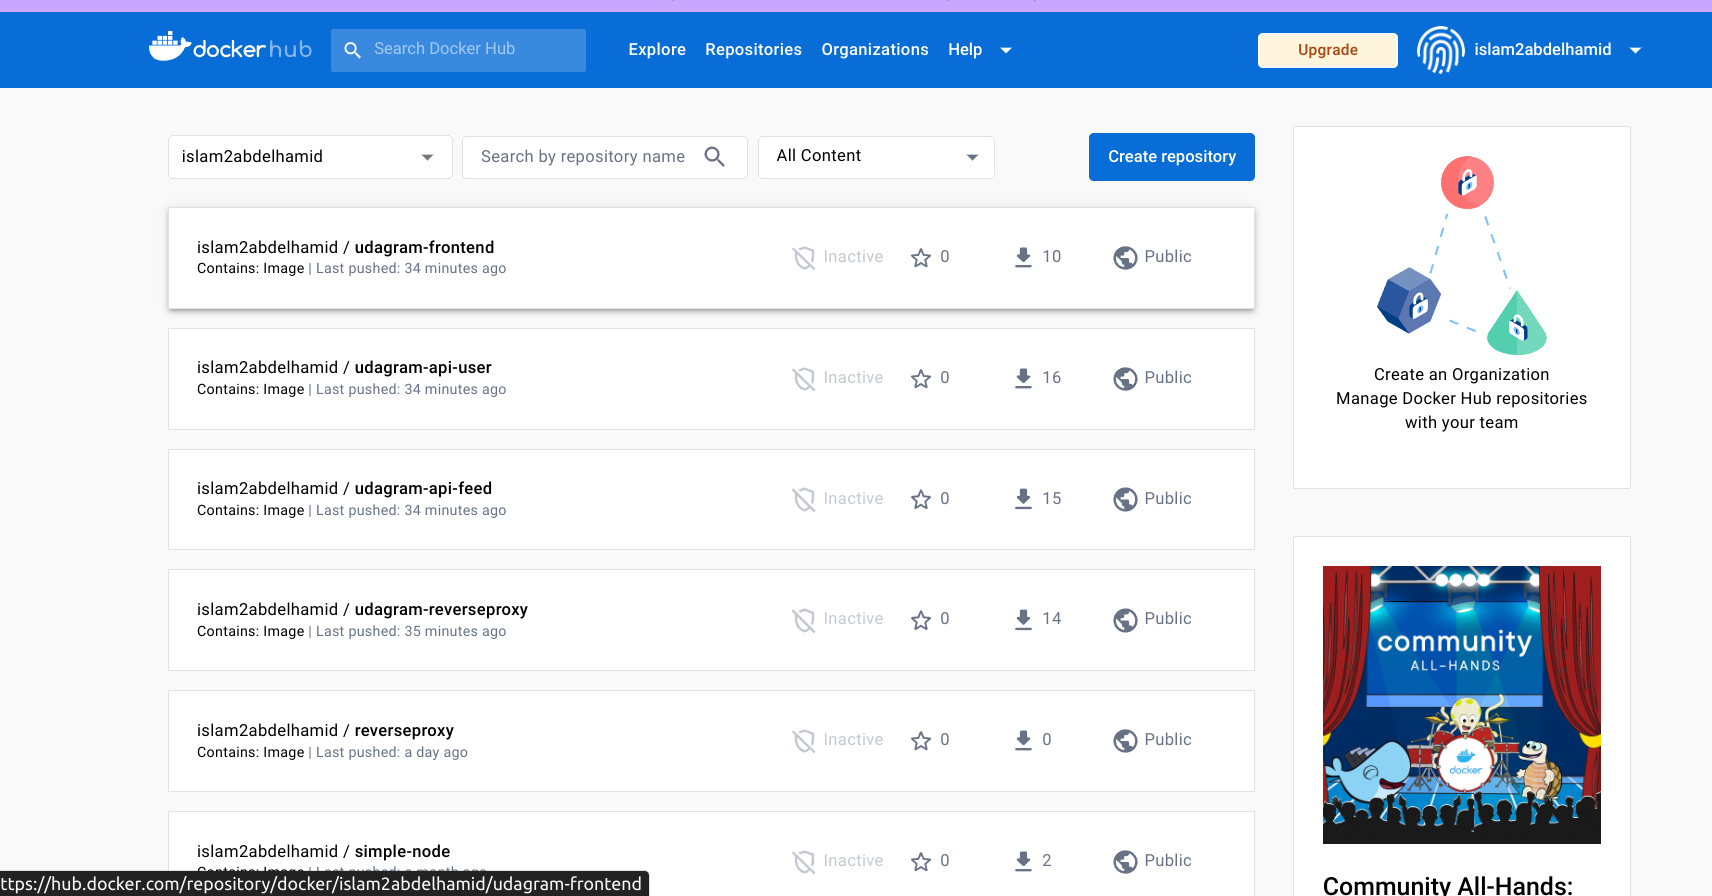 docker hub
Search Docker Hub
Explore
Repositories
Organizations
Help
Upgrade
islam2abdelhamid
islam2abdelhamid
Search by repository name
All Content
Create repository
islam2abdelhamid / udagram-frontend
Contains: Image | Last pushed: 34 minutes ago
Inactive
0
10
Public
islam2abdelhamid / udagram-api-user
Contains: Image | Last pushed: 34 minutes ago
Inactive
0
16
Public
islam2abdelhamid / udagram-api-feed
Contains: Image | Last pushed: 34 minutes ago
Inactive
0
15
Public
islam2abdelhamid / udagram-reverseproxy
Contains: Image | Last pushed: 35 minutes ago
Inactive
0
14
Public
islam2abdelhamid / reverseproxy
Contains: Image | Last pushed: a day ago
Inactive
0
0
Public
islam2abdelhamid / simple-node
Inactive
0
2
Public
ttps://hub.docker.com/repository/docker/islam2abdelhamid/udagram-frontend
Create an Organization
Manage Docker Hub repositories
with your team
community
ALL-HANDS
docker
Community All-Hands: